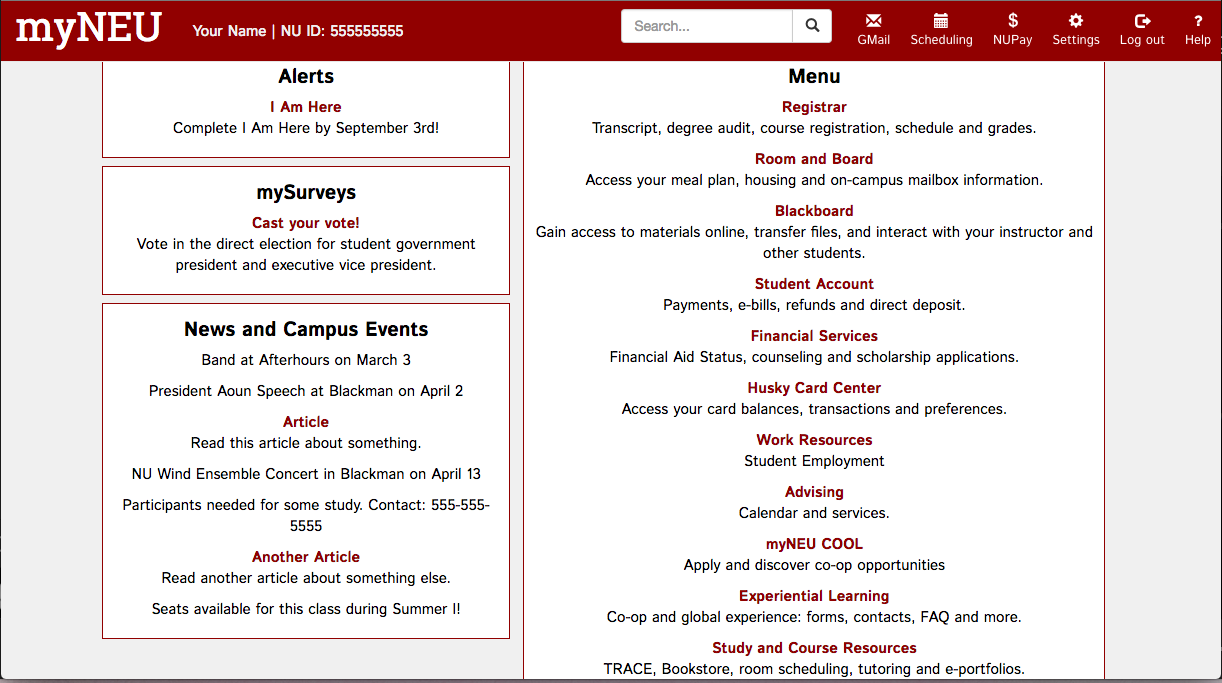 myNEU
Your Name | NU ID: 555555555
Search...
GMail
Scheduling
$
NUPay
Settings
Log out
?
Help
Alerts
I Am Here
Complete I Am Here by September 3rd!
mySurveys
Cast your vote!
Vote in the direct election for student government
president and executive vice president.
News and Campus Events
Band at Afterhours on March 3
President Aoun Speech at Blackman on April 2
Article
Read this article about something.
NU Wind Ensemble Concert in Blackman on April 13
Participants needed for some study. Contact: 555-555-
5555
Another Article
Read another article about something else.
Seats available for this class during Summer I!
Menu
Registrar
Transcript, degree audit, course registration, schedule and grades.
Room and Board
Access your meal plan, housing and on-campus mailbox information.
Blackboard
Gain access to materials online, transfer files, and interact with your instructor and
other students.
Student Account
Payments, e-bills, refunds and direct deposit.
Financial Services
Financial Aid Status, counseling and scholarship applications.
Husky Card Center
Access your card balances, transactions and preferences.
Work Resources
Student Employment
Advising
Calendar and services.
myNEU COOL
Apply and discover co-op opportunities
Experiential Learning
Co-op and global experience: forms, contacts, FAQ and more.
Study and Course Resources
TRACE, Bookstore, room scheduling, tutoring and e-portfolios.